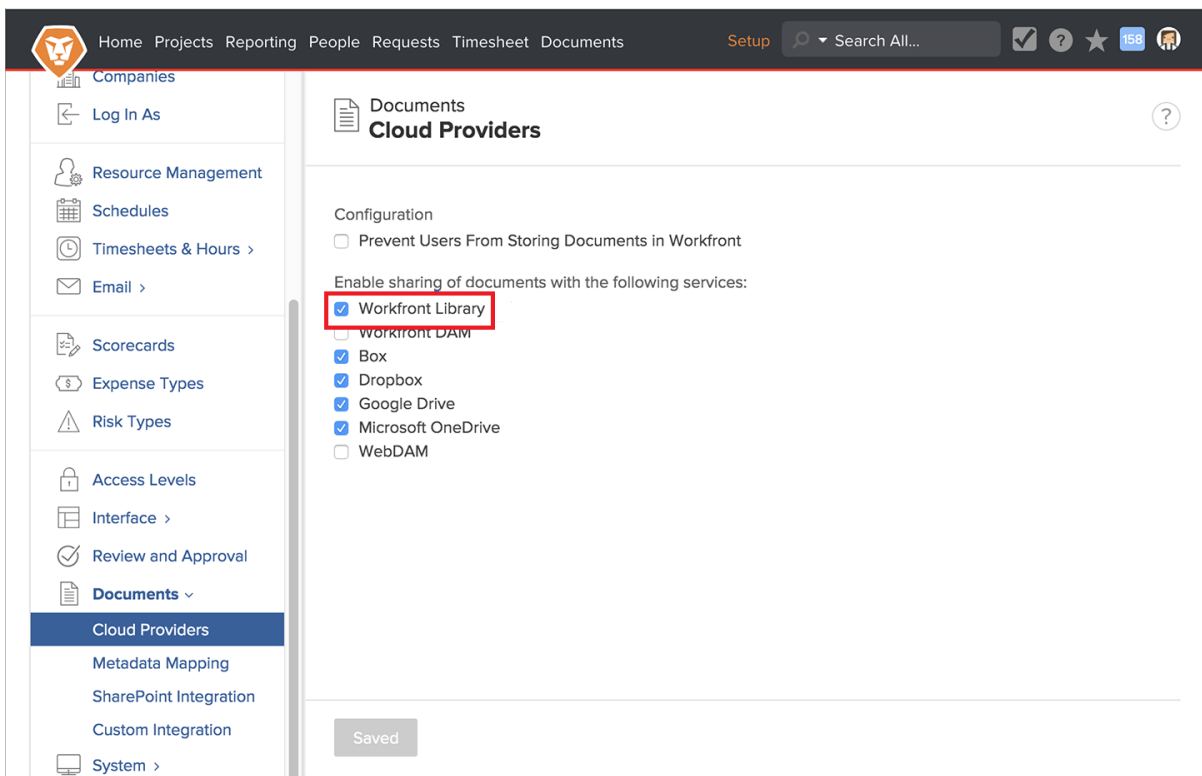 Home Projects Reporting People Requests Timesheet Documents Setup Search All... ? 158
Companies
Log In As
Resource Management
Schedules
Timesheets & Hours >
Email >
Scorecards
Expense Types
Risk Types
Access Levels
Interface >
Review and Approval
Documents
Cloud Providers
Metadata Mapping
SharePoint Integration
Custom Integration
System >
Documents
Cloud Providers
?
Configuration
Prevent Users From Storing Documents in Workfront
Enable sharing of documents with the following services:
Workfront Library
Workfront DAM
Box
Dropbox
Google Drive
Microsoft OneDrive
WebDAM
Saved